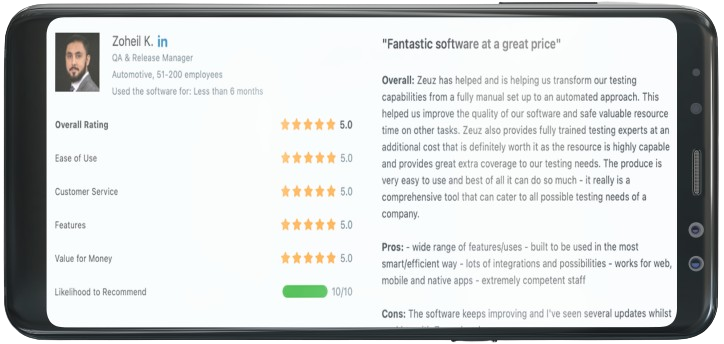 Zoheil K. in
QA & Release Manager
Automotive, 51-200 employees
Used the software for: Less than 6 months
Overall Rating 5.0
Ease of Use 5.0
Customer Service 5.0
Features 5.0
Value for Money 5.0
Likelihood to Recommend 10/10
"Fantastic software at a great price"
Overall: Zeuz has helped and is helping us transform our testing
capabilities from a fully manual set up to an automated approach. This
helped us improve the quality of our software and safe valuable resource
time on other tasks. Zeuz also provides fully trained testing experts at an
additional cost that is definitely worth it as the resource is highly capable
and provides great extra coverage to our testing needs. The produce is
very easy to use and best of all it can do so much - it really is a
comprehensive tool that can cater to all possible testing needs of a
company.
Pros: - wide range of features/uses - built to be used in the most
smart/efficient way - lots of integrations and possibilities - works for web,
mobile and native apps - extremely competent staff
Cons: The software keeps improving and I've seen several updates whilst